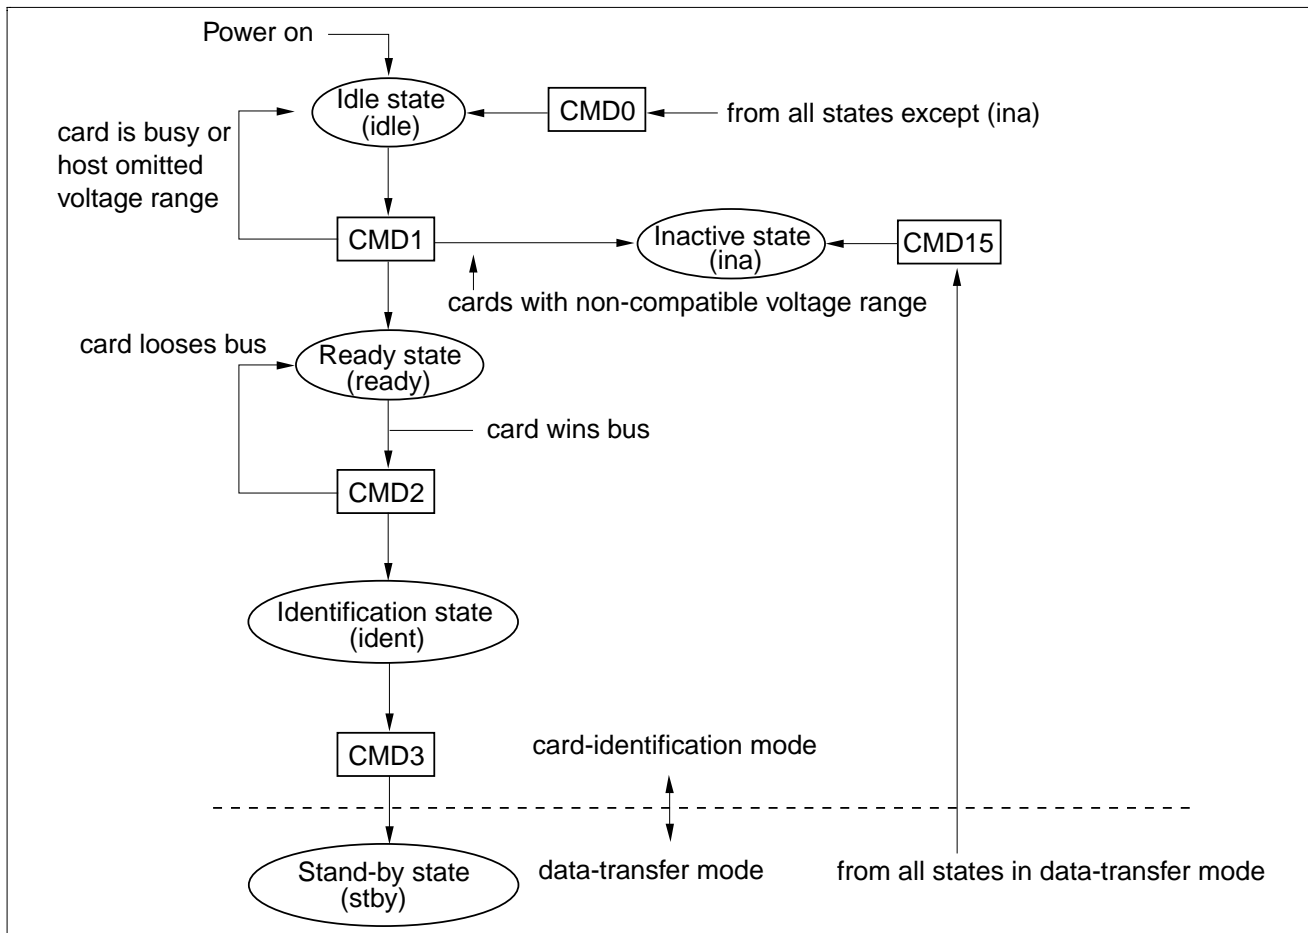 Power on
Idle state
(idle)
CMD0
from all states except (ina)
card is busy or
host omitted
voltage range
CMD1
Inactive state
(ina)
CMD15
cards with non-compatible voltage range
card looses bus
Ready state
(ready)
card wins bus
CMD2
Identification state
(ident)
CMD3
card-identification mode
data-transfer mode
from all states in data-transfer mode
Stand-by state
(stby)